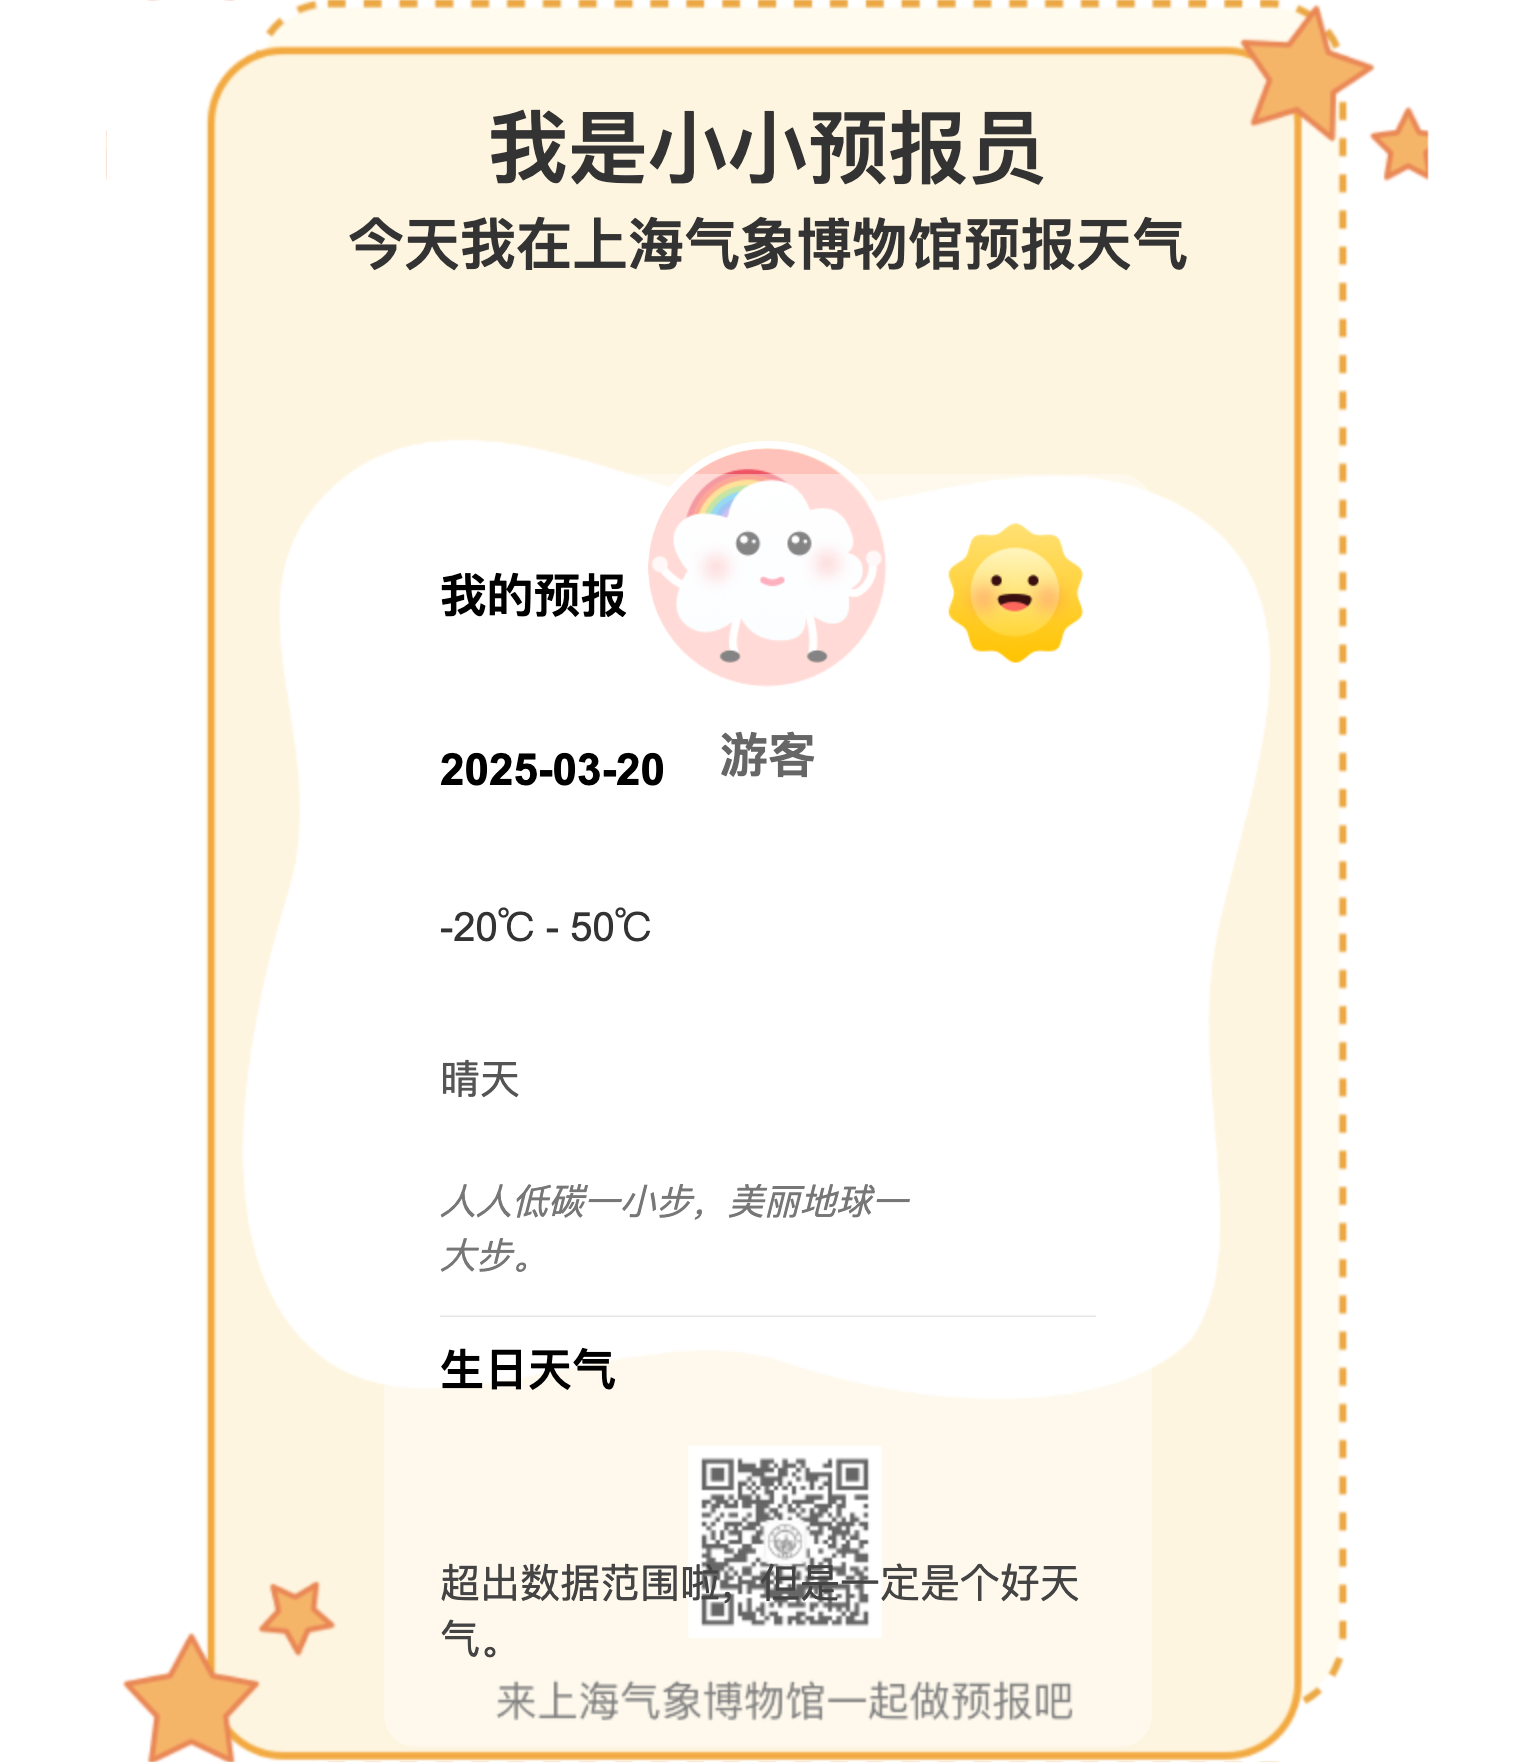 我是小小预报员
今天我在上海气象博物馆预报天气
我的预报
2025-03-20
游客
-20℃ - 50℃
晴天
人人低碳一小步，美丽地球一
大步。
生日天气
超出数据范围啦，但是一定是个好天
气。
来上海气象博物馆一起做预报吧